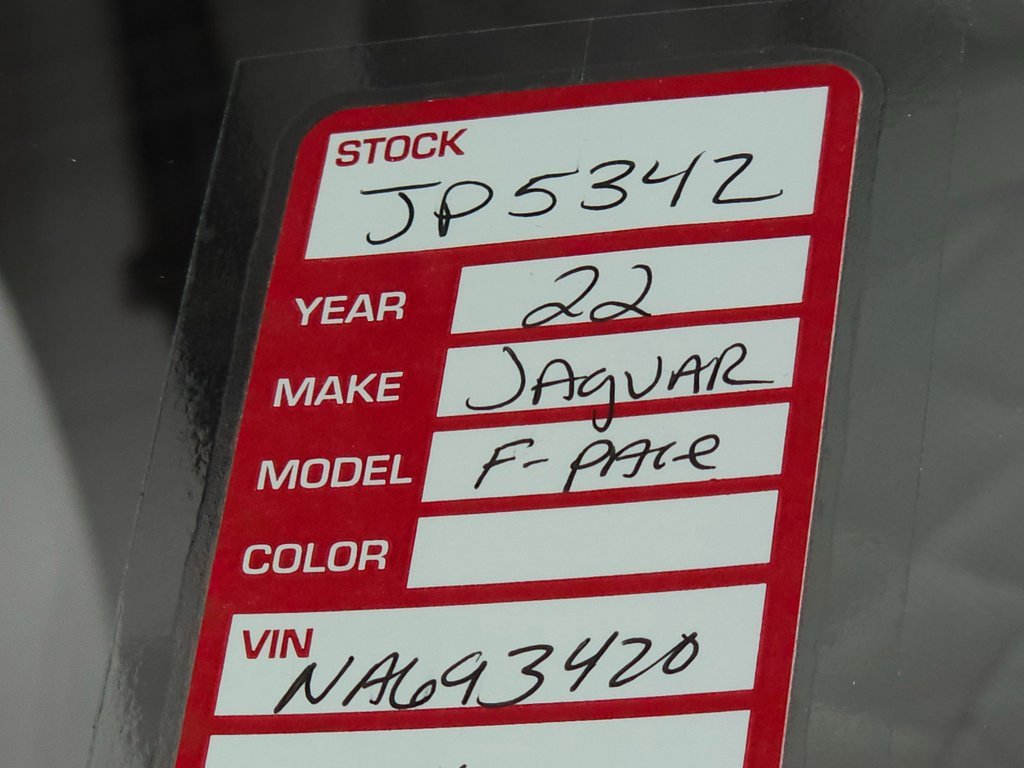 STOCK
JP5342
YEAR 22
MAKE JAguAR
MODEL F-PACe
COLOR
VIN
NA693420